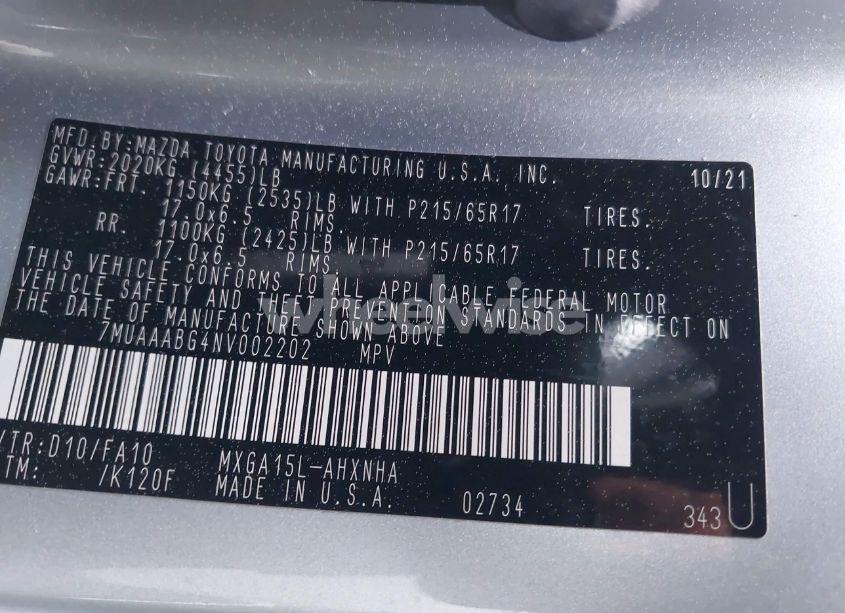 MFD.BY:MAZDA TOYOTA MANUFACTURING U.S.A., INC. 10/21
GVWR:2020KG (4455)LB
GAWR:FRT. 1150KG (2535)LB WITH P215/65R17 TIRES.
17.0x6.5 RIMS.
RR. 1100KG (2425)LB WITH P215/65R17 TIRES.
17.0x6.5 RIMS.
THIS VEHICLE CONFORMS TO ALL APPLICABLE FEDERAL MOTOR
VEHICLE SAFETY AND THEFT PREVENTION STANDARDS IN EFFECT ON
THE DATE OF MANUFACTURE SHOWN ABOVE
7MUAAABG4NV002202 MPV
wheelwise
/TR:D10/FA10 MXGA15L-AHXNHA
TM: /K120F MADE IN U.S.A. 02734 343 U